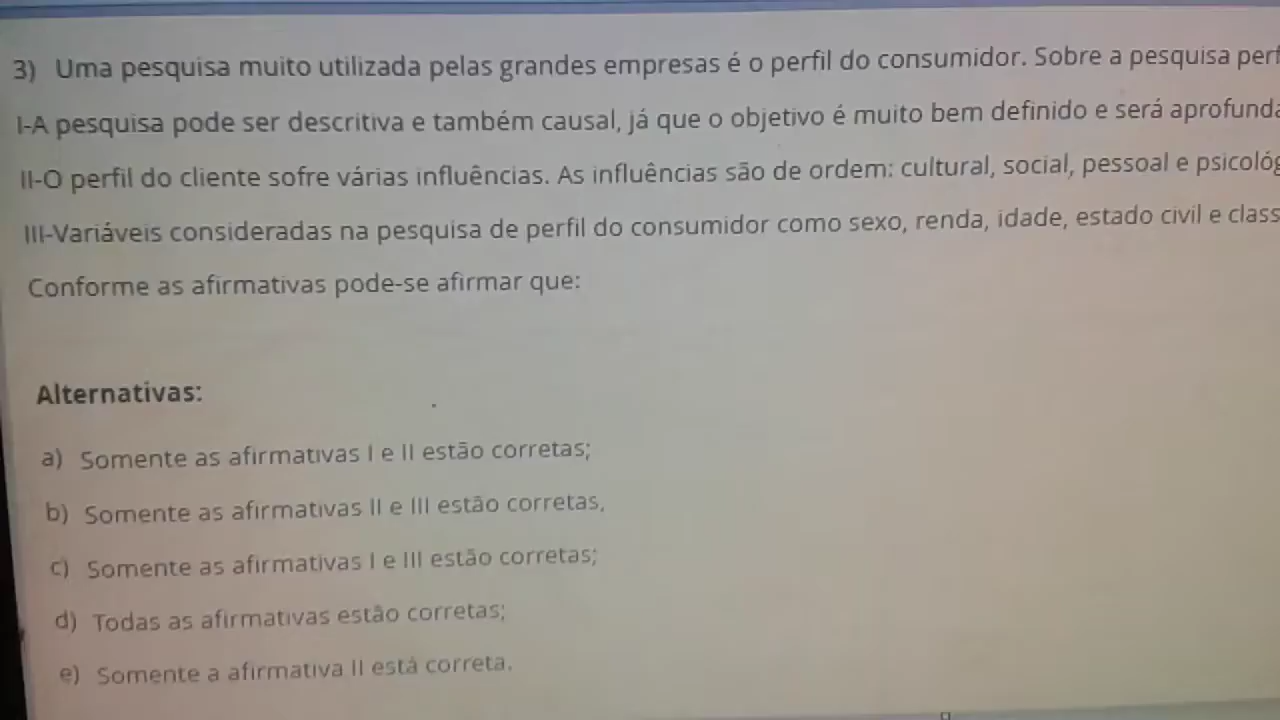 3) Uma pesquisa muito utilizada pelas grandes empresas é o perfil do consumidor. Sobre a pesquisa
I-A pesquisa pode ser descritiva e também causal, já que o objetivo é muito bem definido e será
II-O perfil do cliente sofre várias influências. As influências são de ordem: cultural, social, pessoal e
III-Variáveis consideradas na pesquisa de perfil do consumidor como sexo, renda, idade, estado civil e
Conforme as afirmativas pode-se afirmar que:
Alternativas:
a) Somente as afirmativas I e II estão corretas;
b) Somente as afirmativas II e III estão corretas,
c) Somente as afirmativas I e III estão corretas;
d) Todas as afirmativas estão corretas;
e) Somente a afirmativa II está correta.